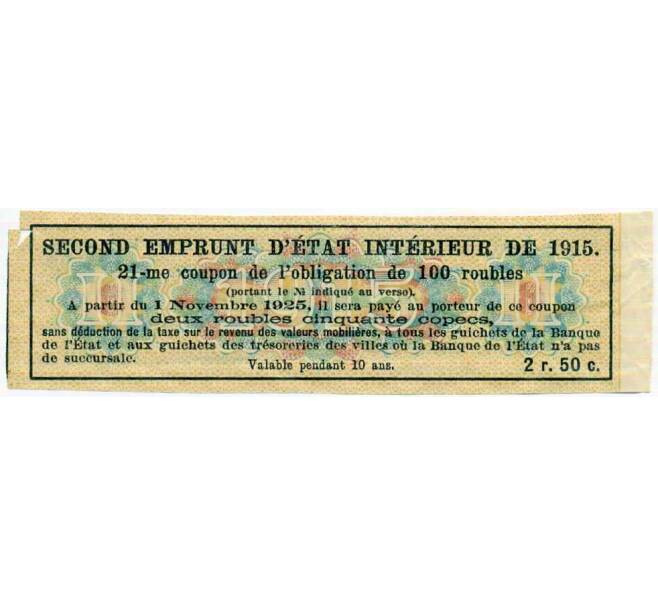 SECOND EMPRUNT D'ÉTAT INTÉRIEUR DE 1915.
21-me coupon de l'obligation de 100 roubles
(portant le № indiqué au verso).
A partir du 1 Novembre 1925, il sera payé au porteur de ce coupon
deux roubles cinquante copecs,
sans déduction de la taxe sur le revenu des valeurs mobilières, à tous les guichets de la Banque
de l'État et aux guichets des trésoreries des villes où la Banque de l'État n'a pas
de succursale.
Valable pendant 10 ans.
2 r. 50 c.